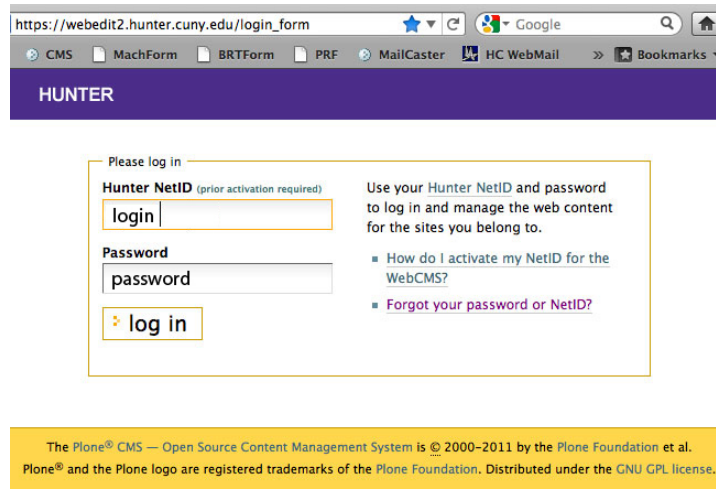 https://webedit2.hunter.cuny.edu/login_form
Google
CMS MachForm BRTForm PRF MailCaster HC WebMail » Bookmarks
HUNTER
Please log in
Hunter NetID (prior activation required)
login
Password
password
log in
Use your Hunter NetID and password
to log in and manage the web content
for the sites you belong to.
How do I activate my NetID for the
WebCMS?
Forgot your password or NetID?
The Plone® CMS — Open Source Content Management System is © 2000-2011 by the Plone Foundation et al.
Plone® and the Plone logo are registered trademarks of the Plone Foundation. Distributed under the GNU GPL license.